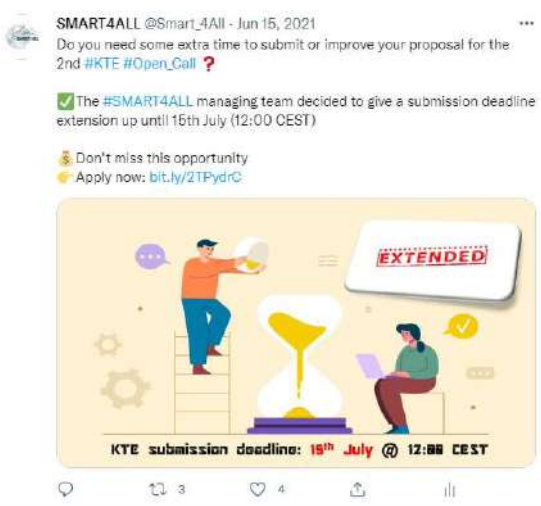 SMART4ALL @Smart_4All · Jun 15, 2021
Do you need some extra time to submit or improve your proposal for the
2nd #KTE #Open_Call ❓
✅The #SMART4ALL managing team decided to give a submission deadline
extension up until 15th July (12:00 CEST)
💰Don't miss this opportunity
👉Apply now: bit.ly/2TPydrC
EXTENDED
KTE submission deadline: 15th July @ 12:00 CEST
3 4